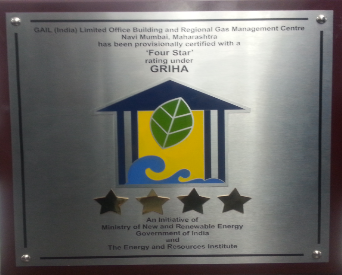 GAIL (India) Limited Office Building and Regional Gas Management Centre
Navi Mumbai, Maharashtra
has been provisionally certified with a
'Four Star'
rating under
GRIHA
An Initiative of
Ministry of New and Renewable Energy
Government of India
and
The Energy and Resources Institute